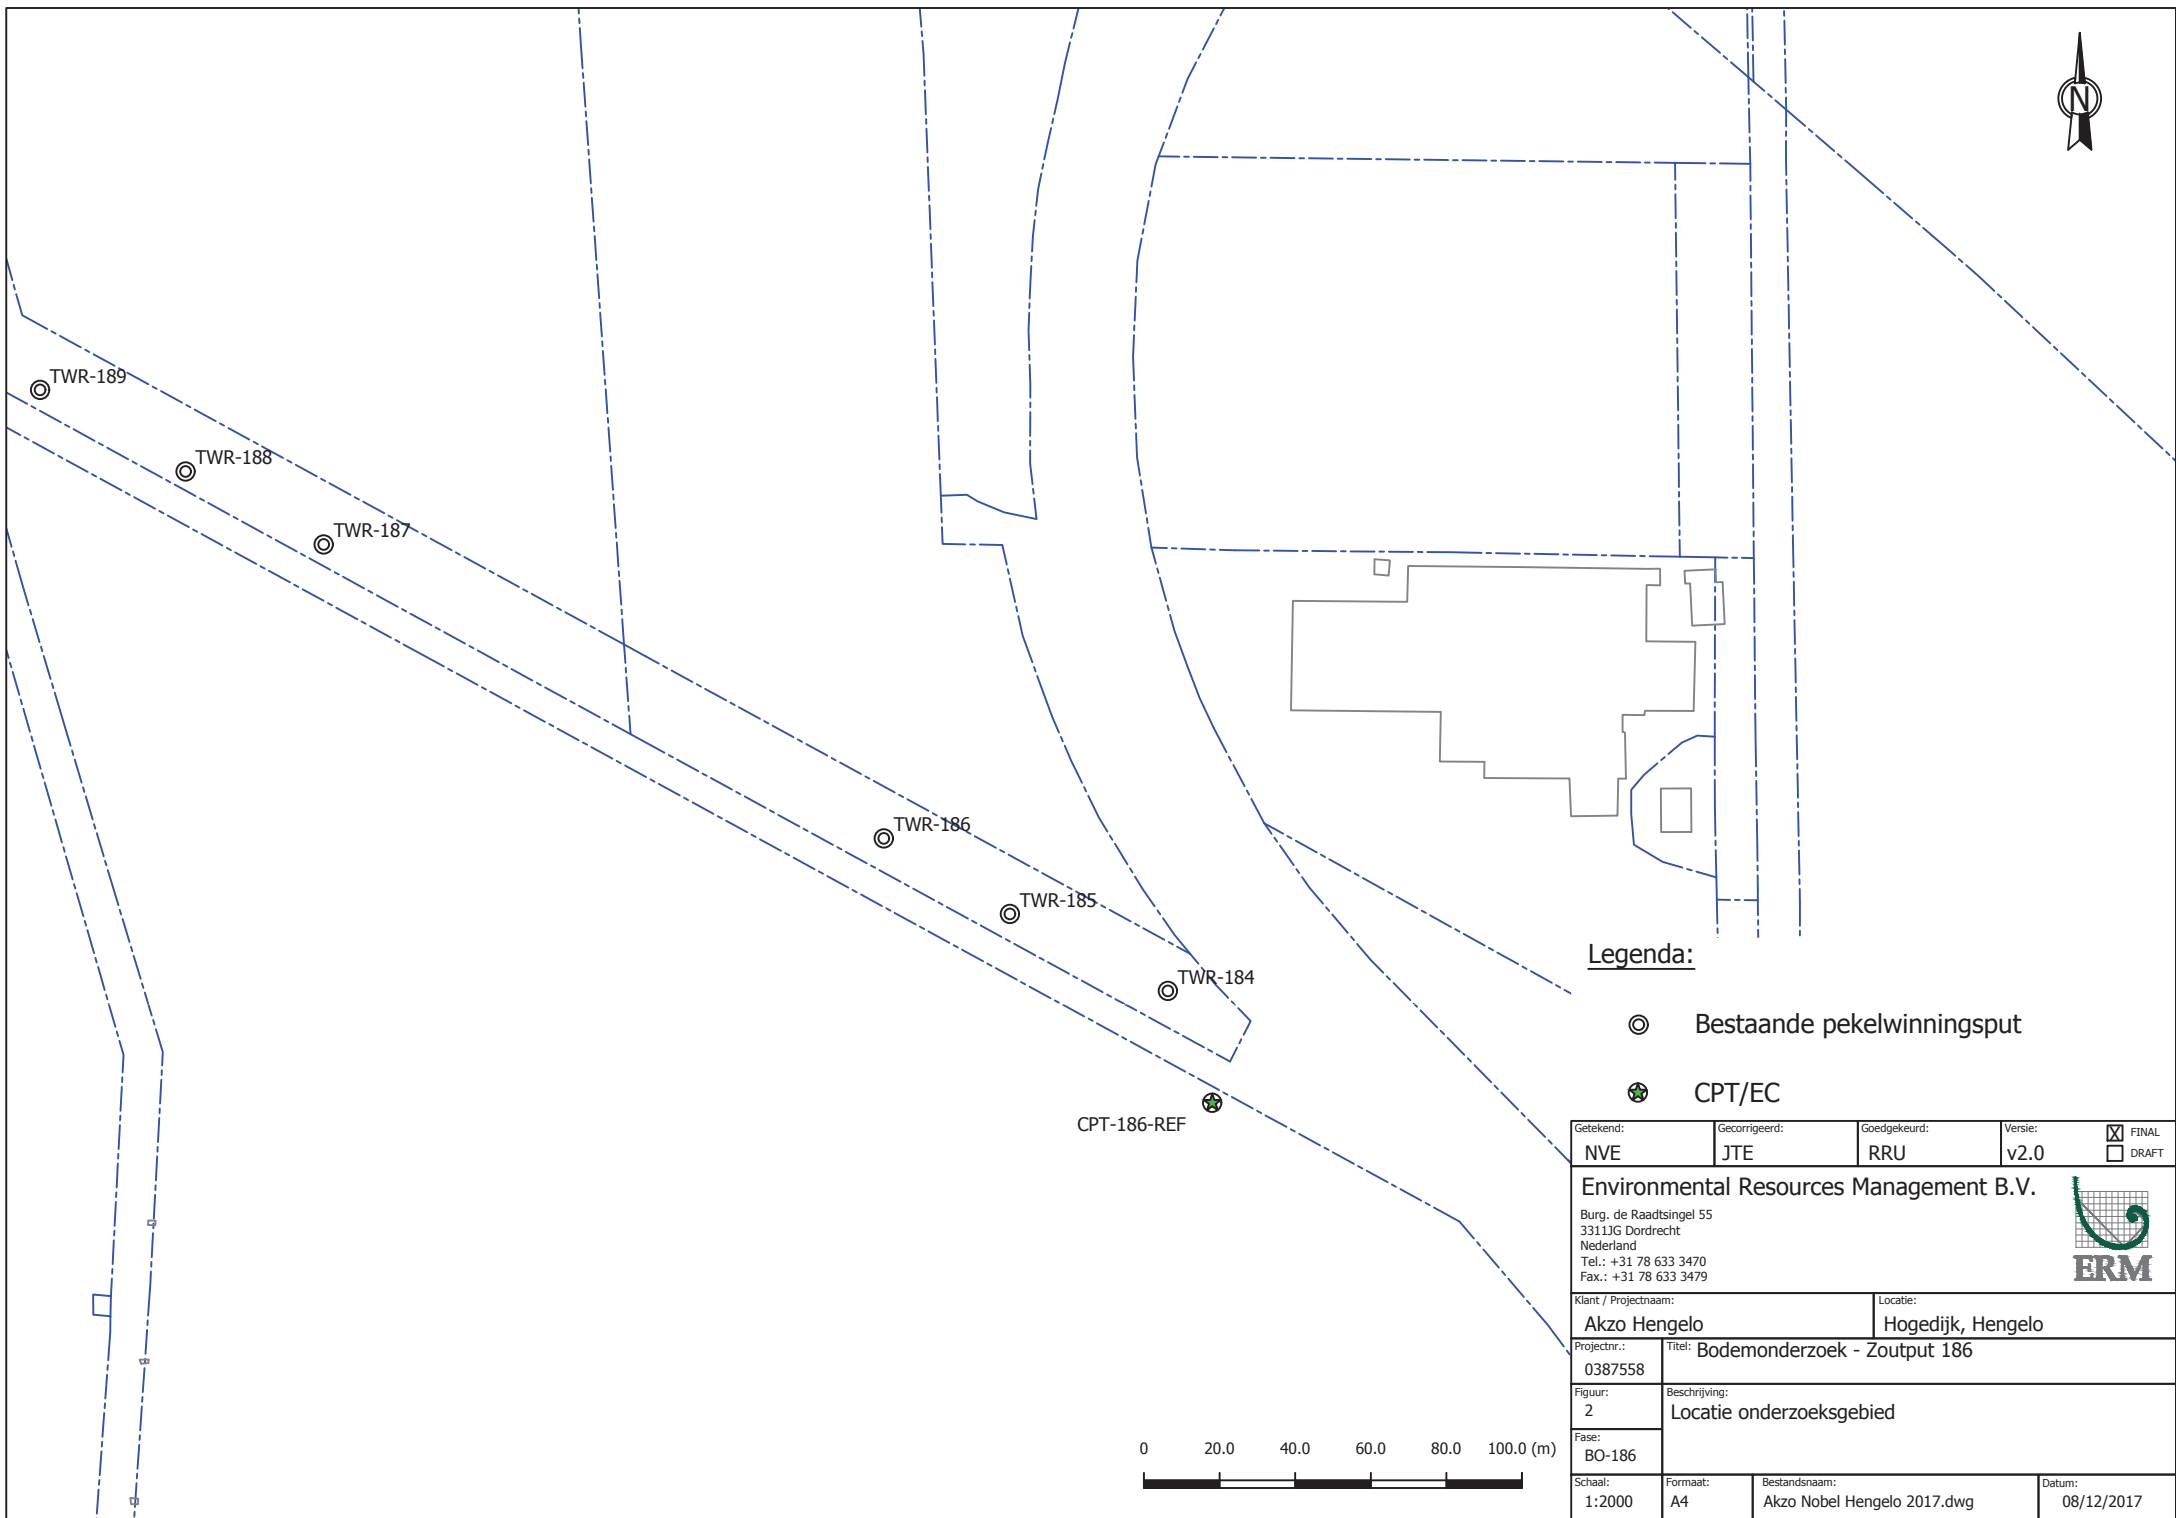 N
TWR-189
TWR-188
TWR-187
TWR-186
TWR-185
TWR-184
CPT-186-REF
Legenda:
Bestaande pekelwinningsput
CPT/EC
Getekend:
NVE
Gecorrigeerd:
JTE
Goedgekeurd:
RRU
Versie:
v2.0
X FINAL
DRAFT
Environmental Resources Management B.V.
Burg. de Raadtsingel 55
3311JG Dordrecht
Nederland
Tel.: +31 78 633 3470
Fax.: +31 78 633 3479
ERM
Klant / Projectnaam:
Akzo Hengelo
Locatie:
Hogedijk, Hengelo
Projectnr.:
0387558
Titel: Bodemonderzoek - Zoutput 186
Figuur:
2
Beschrijving:
Locatie onderzoeksgebied
Fase:
BO-186
Schaal:
1:2000
Formaat:
A4
Bestandsnaam:
Akzo Nobel Hengelo 2017.dwg
Datum:
08/12/2017
0 20.0 40.0 60.0 80.0 100.0 (m)